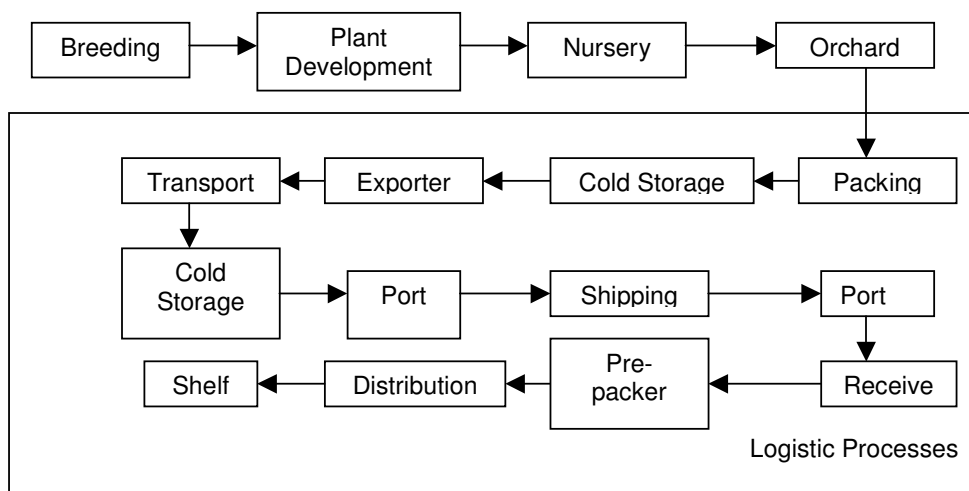 Breeding
Plant
Development
Nursery
Orchard
Transport
Exporter
Cold Storage
Packing
Cold
Storage
Port
Shipping
Port
Shelf
Distribution
Pre-
packer
Receive
Logistic Processes